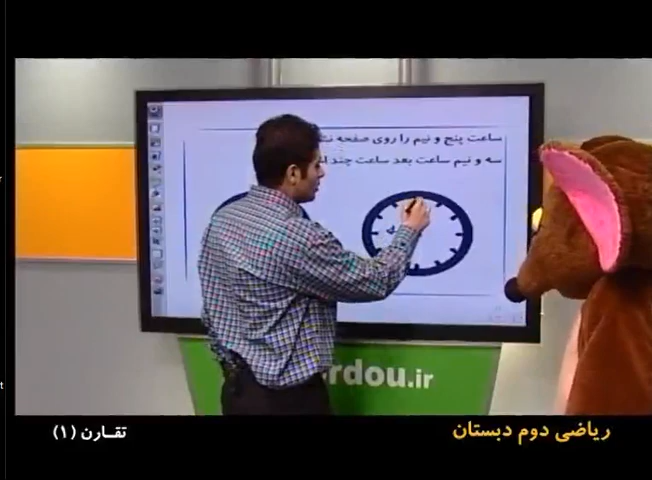 ساعت پنج و نیم را روی صفحه
سه و نیم ساعت بعد ساعت چند
rdou.ir
ریاضی دوم دبستان
تقارن (۱)